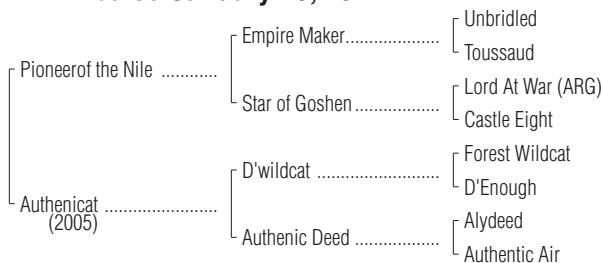 Unbridled
Empire Maker....................
Toussaud
Pioneerof the Nile ............
Lord At War (ARG)
Star of Goshen ..................
Castle Eight
Forest Wildcat
D'wildcat ..........................
D'Enough
Authenicat ........................
(2005)
Alydeed
Authenic Deed ..................
Authentic Air